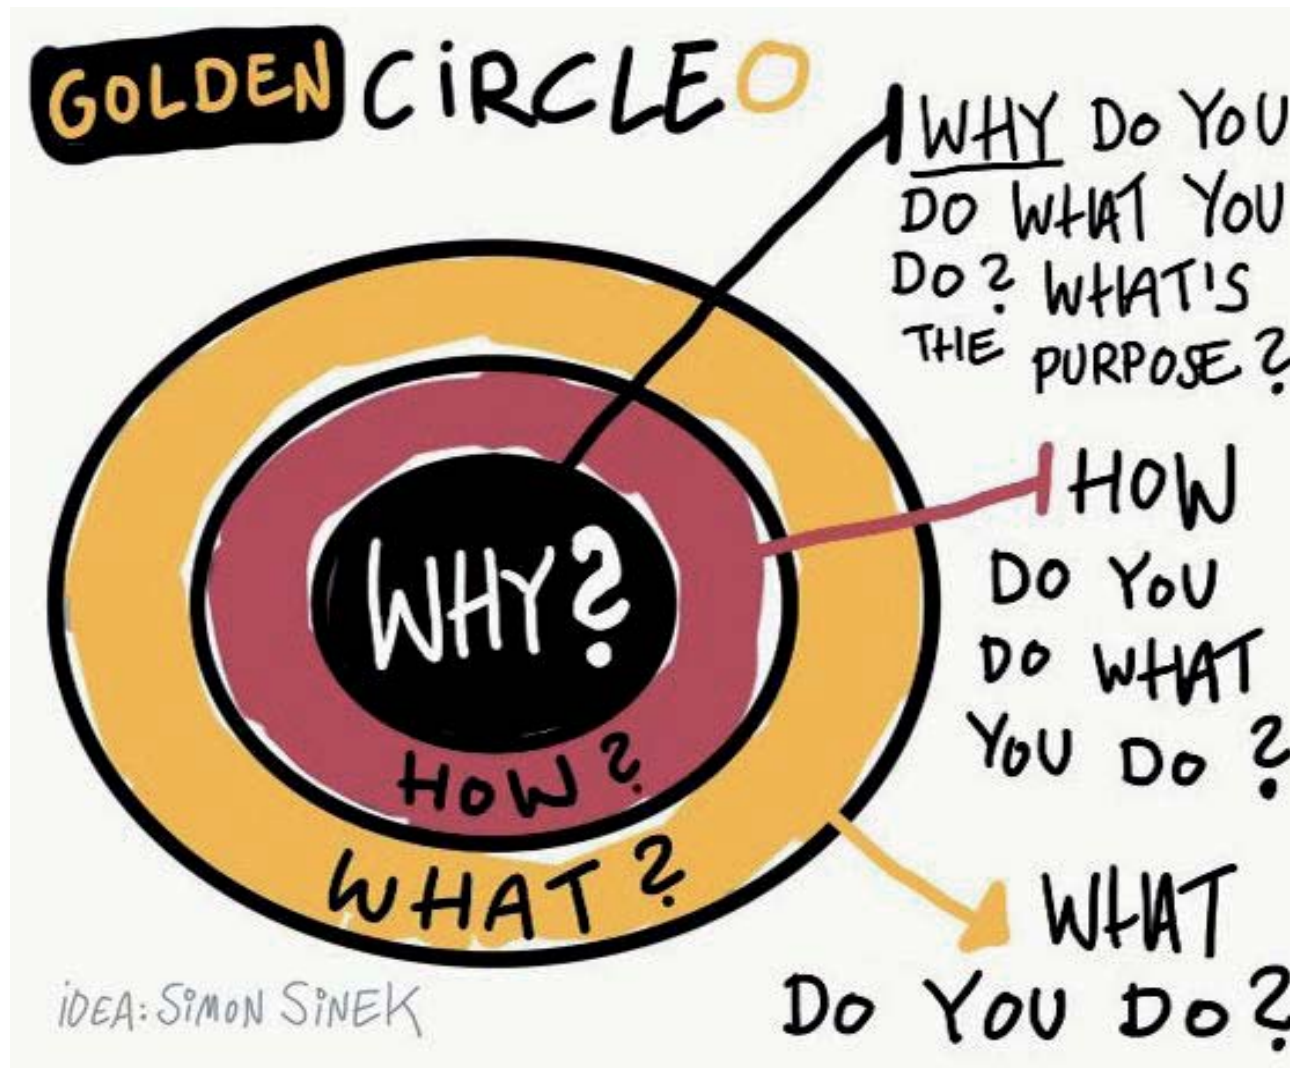 GOLDEN CiRCLE
WHY DO YOU
DO WHAT YOU
DO? WHAT'S
THE PURPOSE?
HOW
DO YOU
DO WHAT
YOU DO?
WHAT
DO YOU DO?
WHY?
HOW?
WHAT?
iDEA: SiMON SiNEK